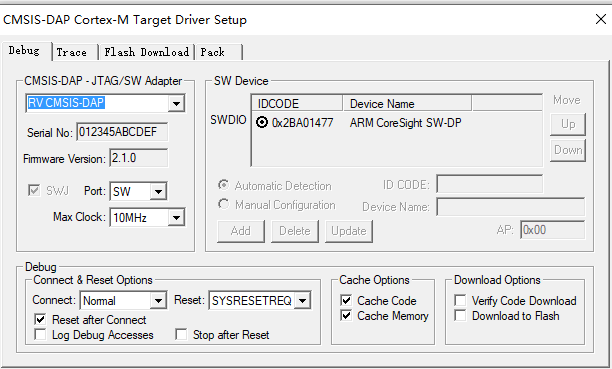 CMSIS-DAP Cortex-M Target Driver Setup
Debug Trace Flash Download Pack
CMSIS-DAP - JTAG/SW Adapter
RV CMSIS-DAP
Serial No: 012345ABCDEF
Firmware Version: 2.1.0
SWJ Port: SW
Max Clock: 10MHz
SW Device
IDCODE Device Name Move
SWDIO 0x2BA01477 ARM CoreSight SW-DP Up
Down
Automatic Detection ID CODE:
Manual Configuration Device Name:
Add Delete Update AP: 0x00
Debug
Connect & Reset Options
Connect: Normal Reset: SYSRESETREQ
Reset after Connect
Log Debug Accesses Stop after Reset
Cache Options
Cache Code
Cache Memory
Download Options
Verify Code Download
Download to Flash